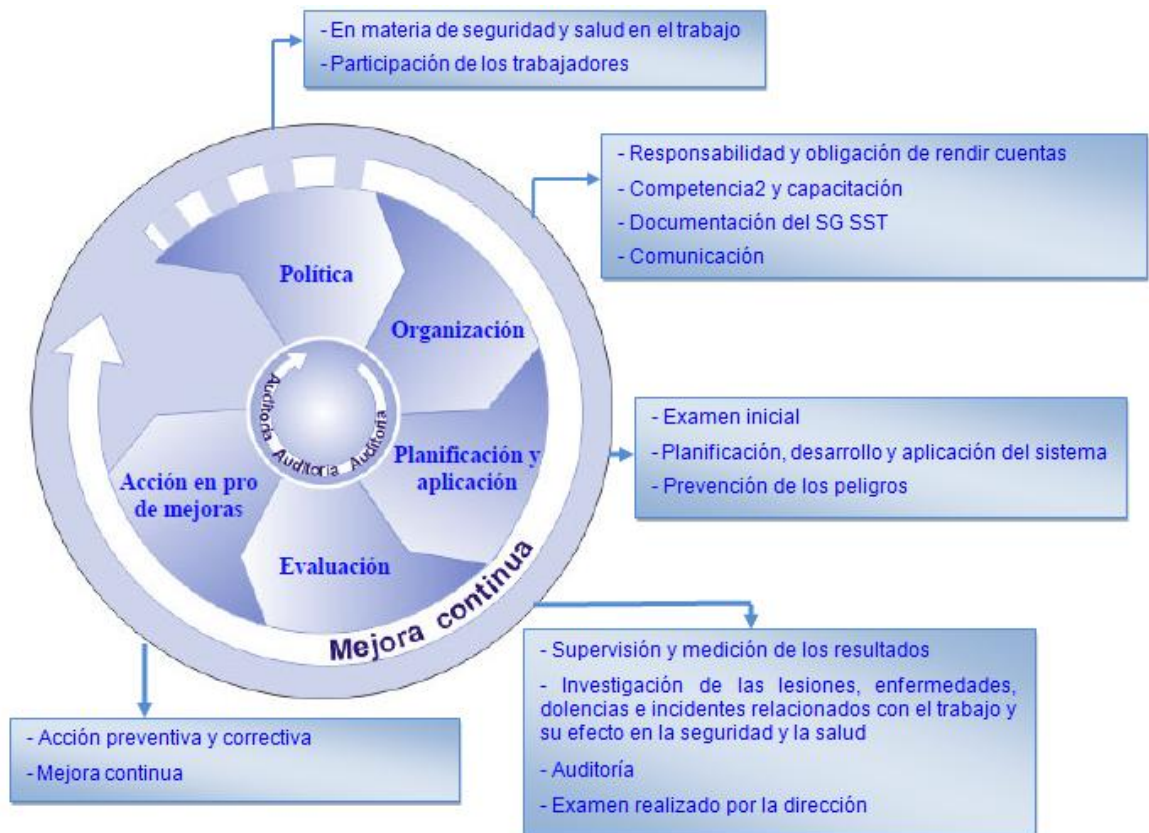 - En materia de seguridad y salud en el trabajo
- Participación de los trabajadores
- Responsabilidad y obligación de rendir cuentas
- Competencia2 y capacitación
- Documentación del SG SST
- Comunicación
Política
Organización
Planificación y
aplicación
Evaluación
Acción en pro
de mejoras
Auditoría
Auditoría
Auditoría
Mejora continua
- Examen inicial
- Planificación, desarrollo y aplicación del sistema
- Prevención de los peligros
- Supervisión y medición de los resultados
- Investigación de las lesiones, enfermedades,
dolencias e incidentes relacionados con el trabajo y
su efecto en la seguridad y la salud
- Auditoría
- Examen realizado por la dirección
- Acción preventiva y correctiva
- Mejora continua